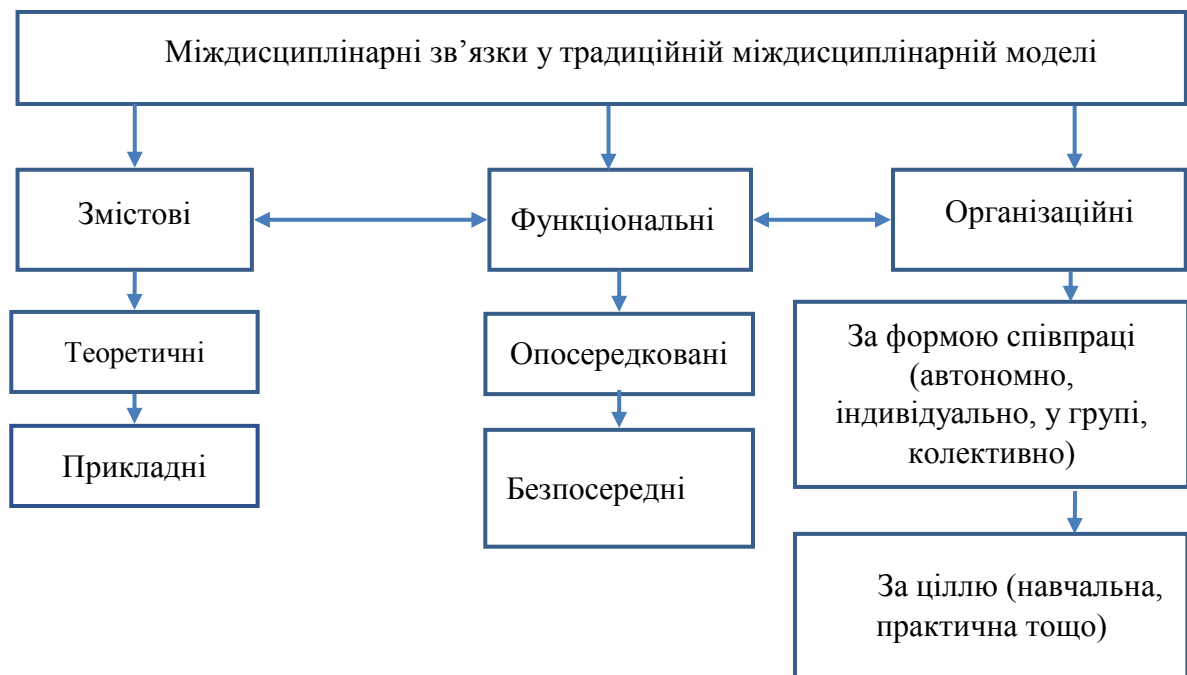 Міждисциплінарні зв’язки у традиційній міждисциплінарній моделі
Змістові
Функціональні
Організаційні
Теоретичні
Опосередковані
За формою співпраці
(автономно,
індивідуально, у групі,
колективно)
Прикладні
Безпосередні
За ціллю (навчальна,
практична тощо)